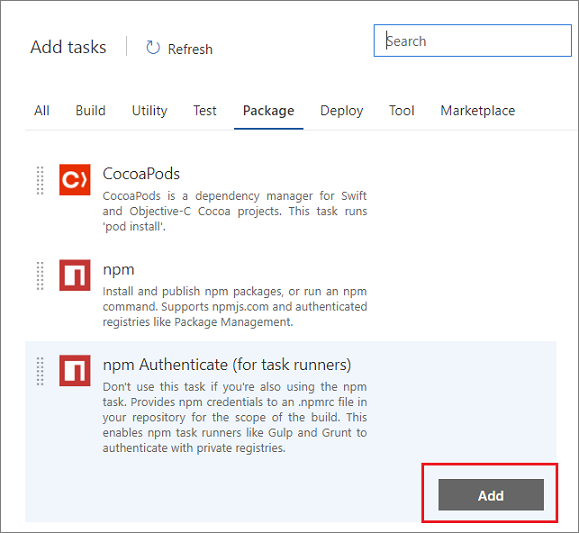 Add tasks
Refresh
Search
All Build Utility Test Package Deploy Tool Marketplace
CocoaPods
CocoaPods is a dependency manager for Swift
and Objective-C Cocoa projects. This task runs
'pod install'.
npm
Install and publish npm packages, or run an npm
command. Supports npmjs.com and authenticated
registries like Package Management.
npm Authenticate (for task runners)
Don't use this task if you're also using the npm
task. Provides npm credentials to an .npmrc file in
your repository for the scope of the build. This
enables npm task runners like Gulp and Grunt to
authenticate with private registries.
Add